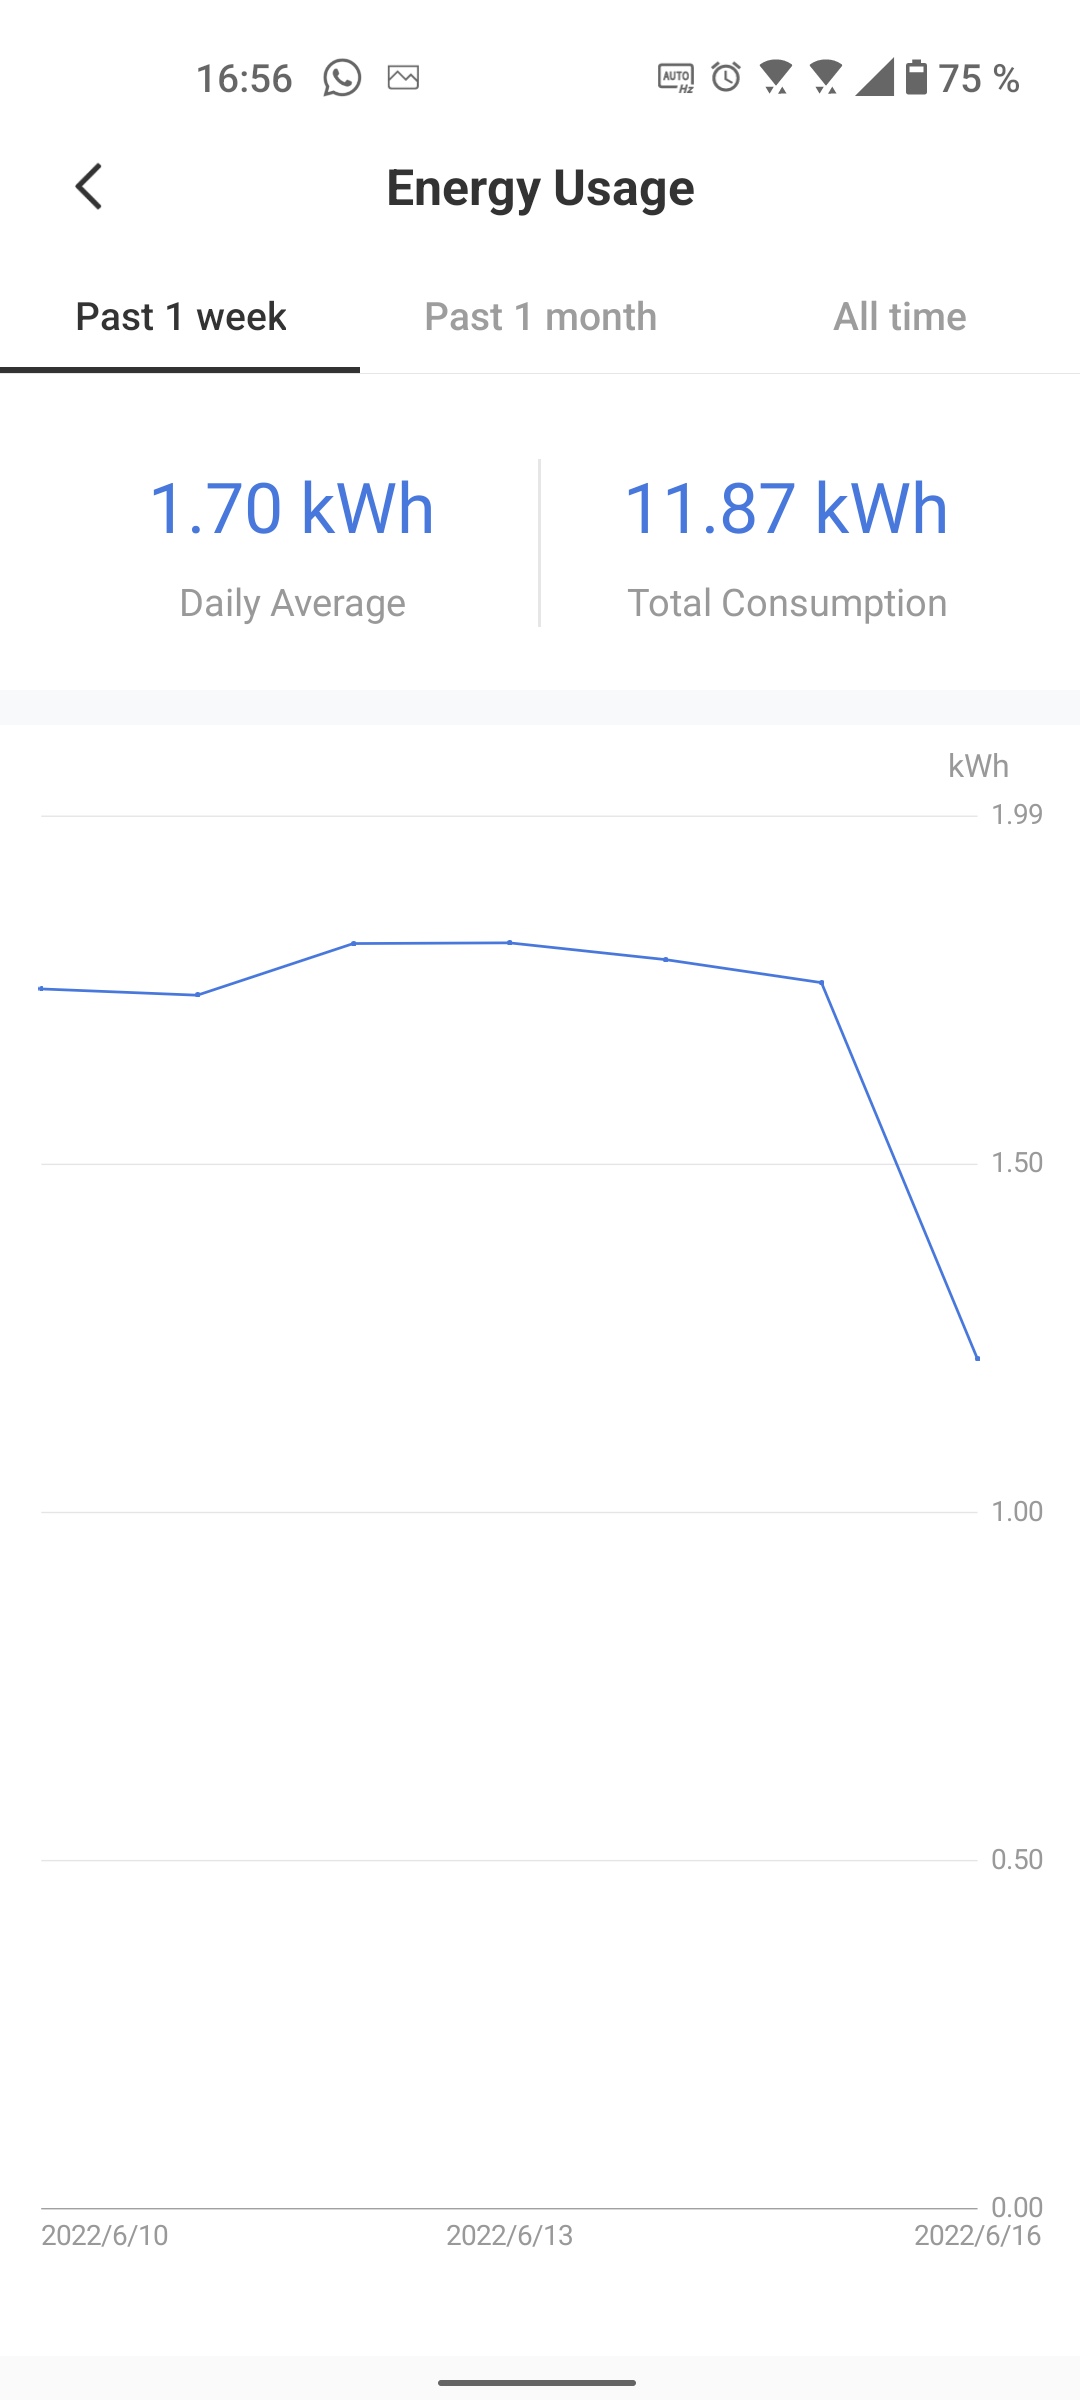 16:56 AUTO Hz 75 %
Energy Usage
Past 1 week Past 1 month All time
1.70 kWh 11.87 kWh
Daily Average Total Consumption
kWh
1.99
1.50
1.00
0.50
0.00
2022/6/10 2022/6/13 2022/6/16